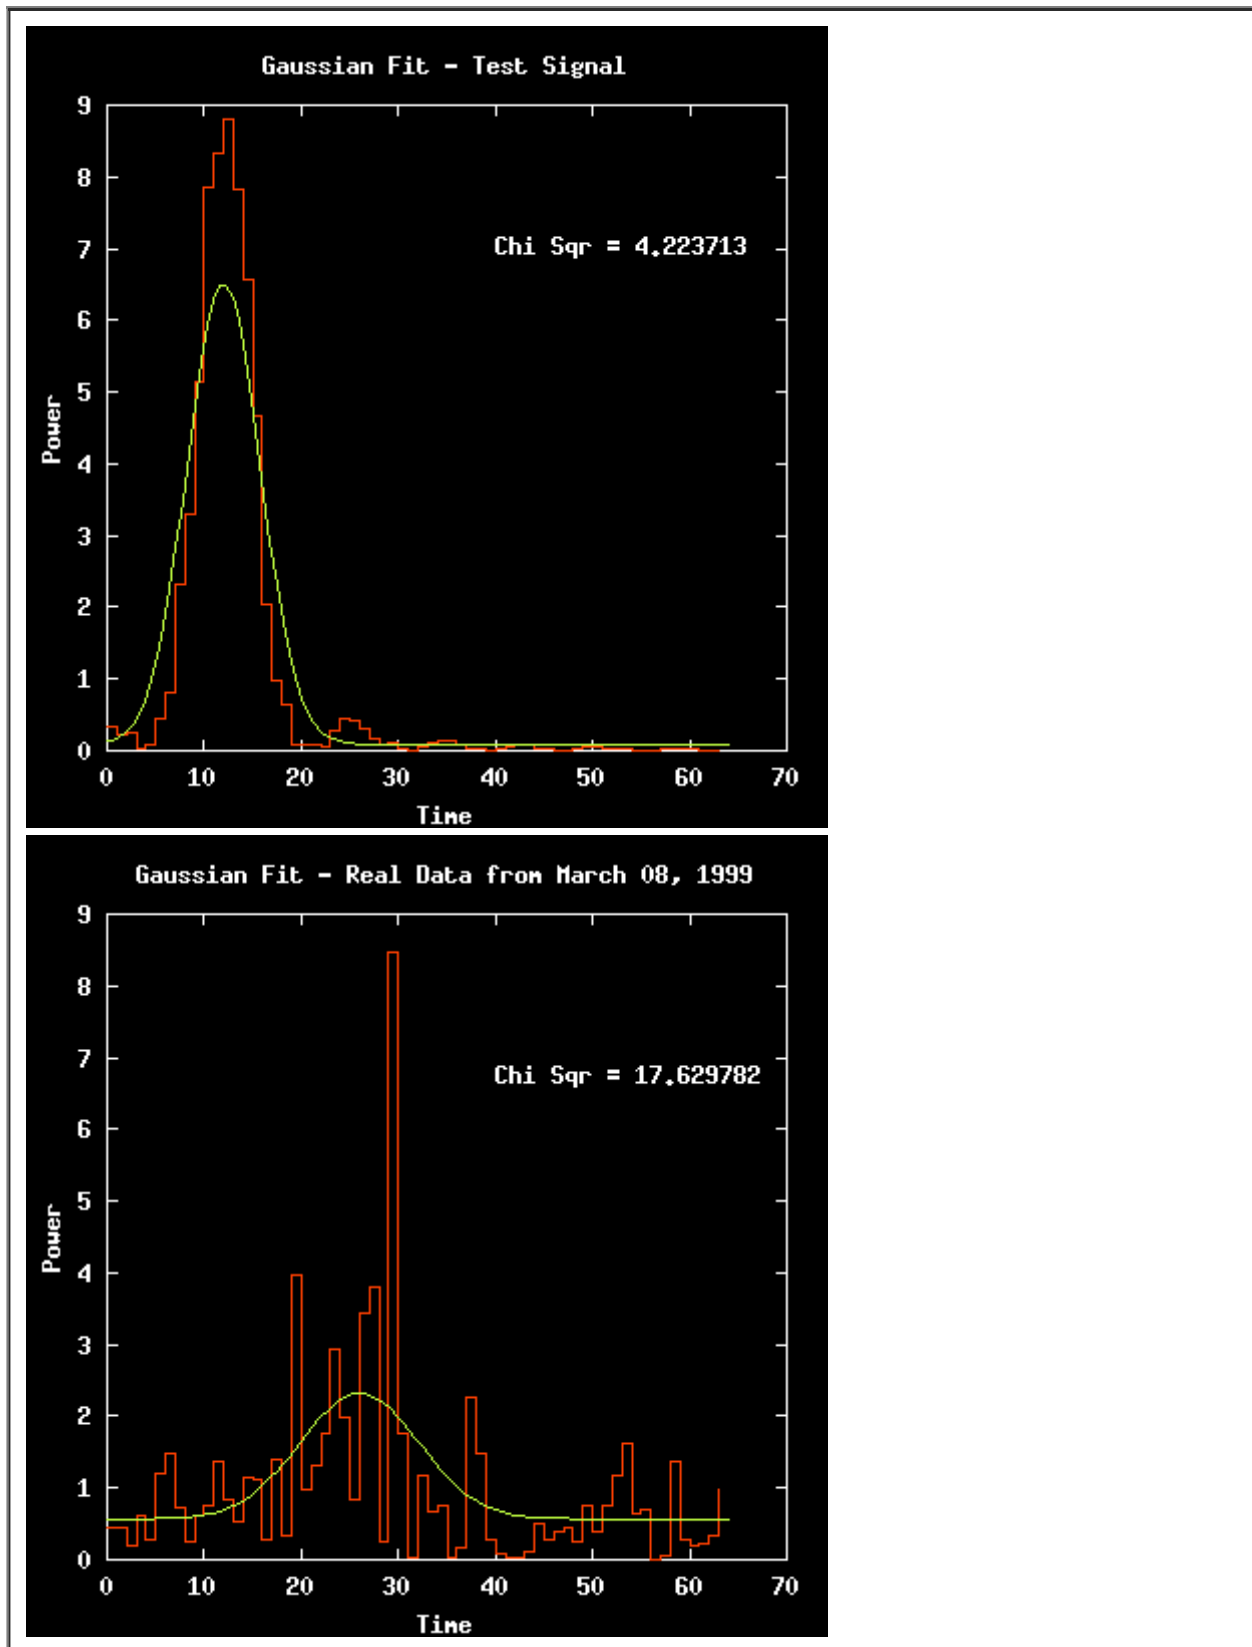 Gaussian Fit - Test Signal
9
8
7
6
5
4
3
2
1
0
Chi Sqr = 4.223713
Power
0 10 20 30 40 50 60 70
Time
Gaussian Fit - Real Data from March 08, 1999
9
8
7
6
5
4
3
2
1
0
Chi Sqr = 17.629782
Power
0 10 20 30 40 50 60 70
Time